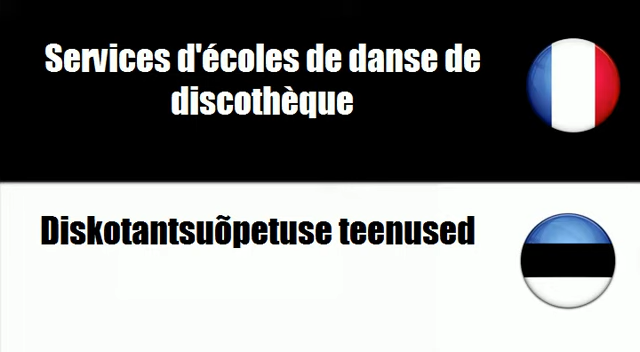 Services d'écoles de danse de
discothèque
Diskotantsuõpetuse teenused